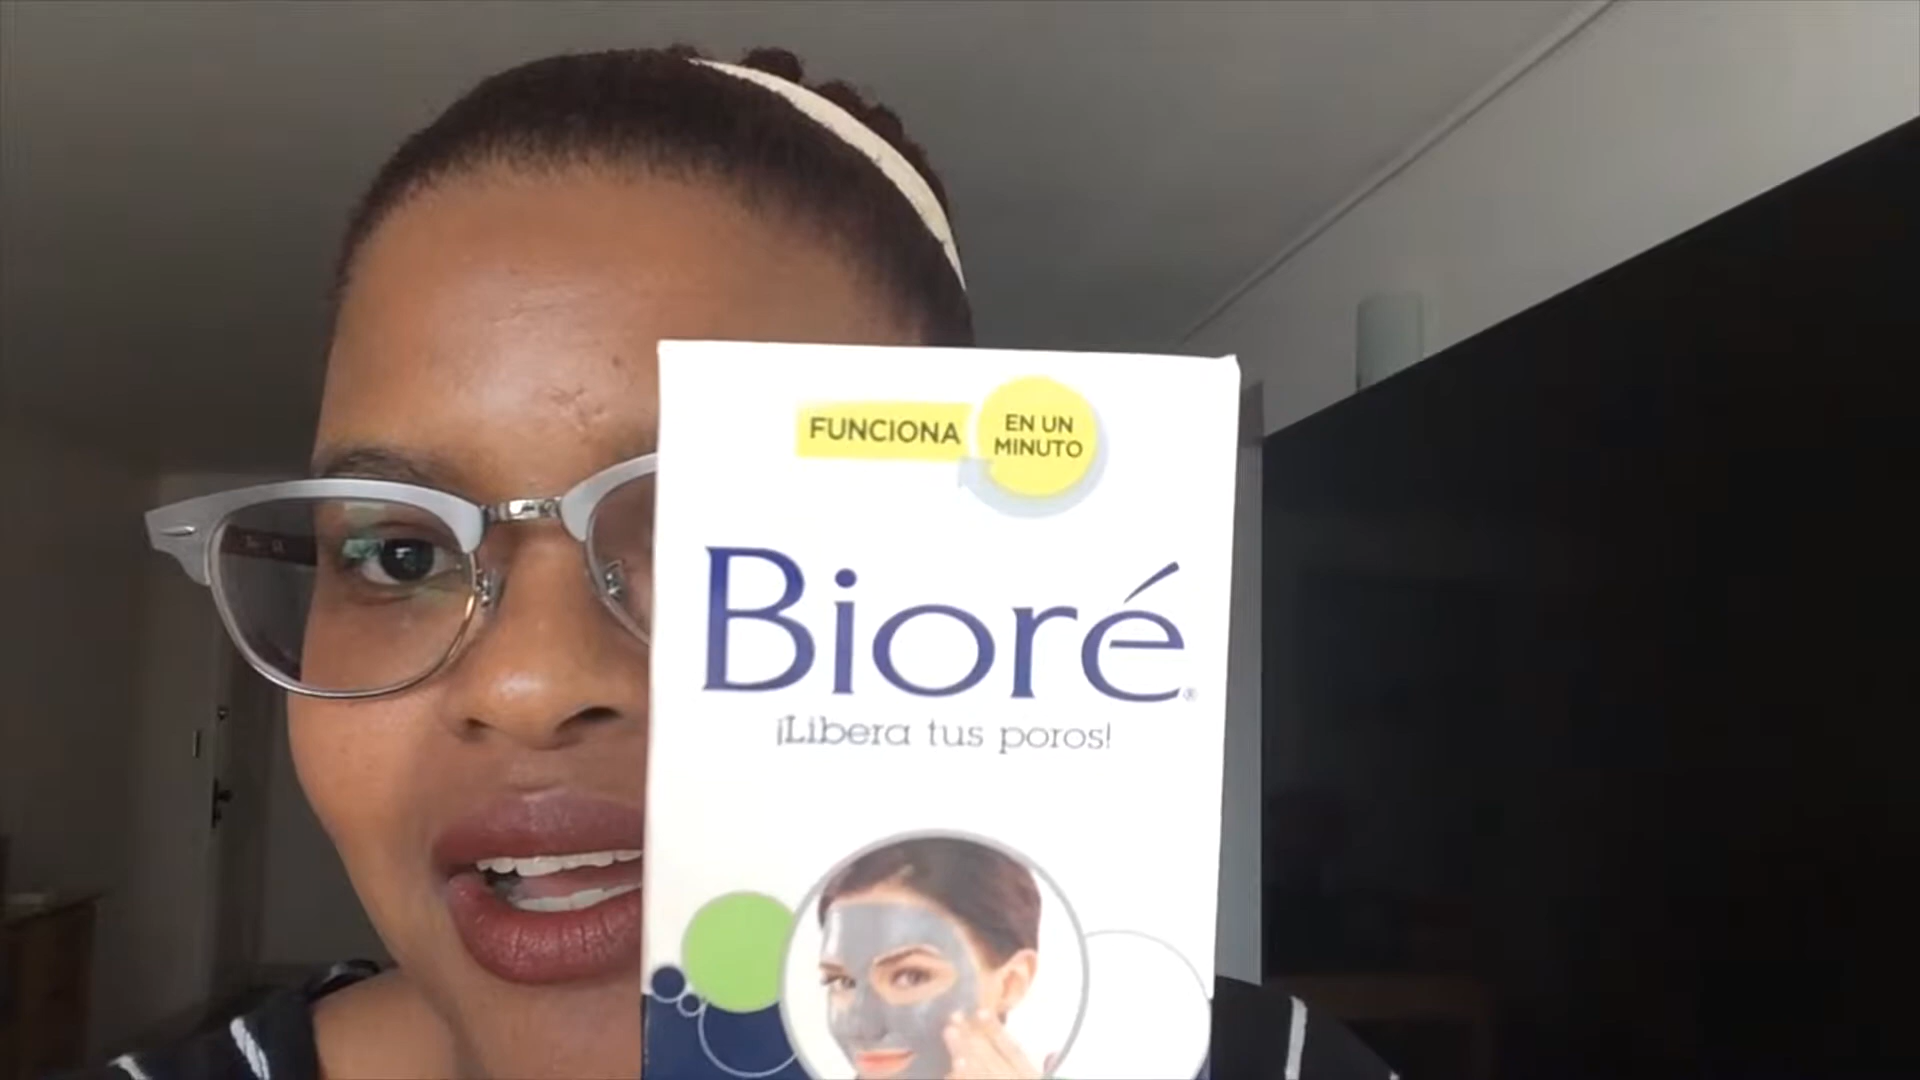 FUNCIONA
EN UN
MINUTO
Bioré®
¡Libera tus poros!